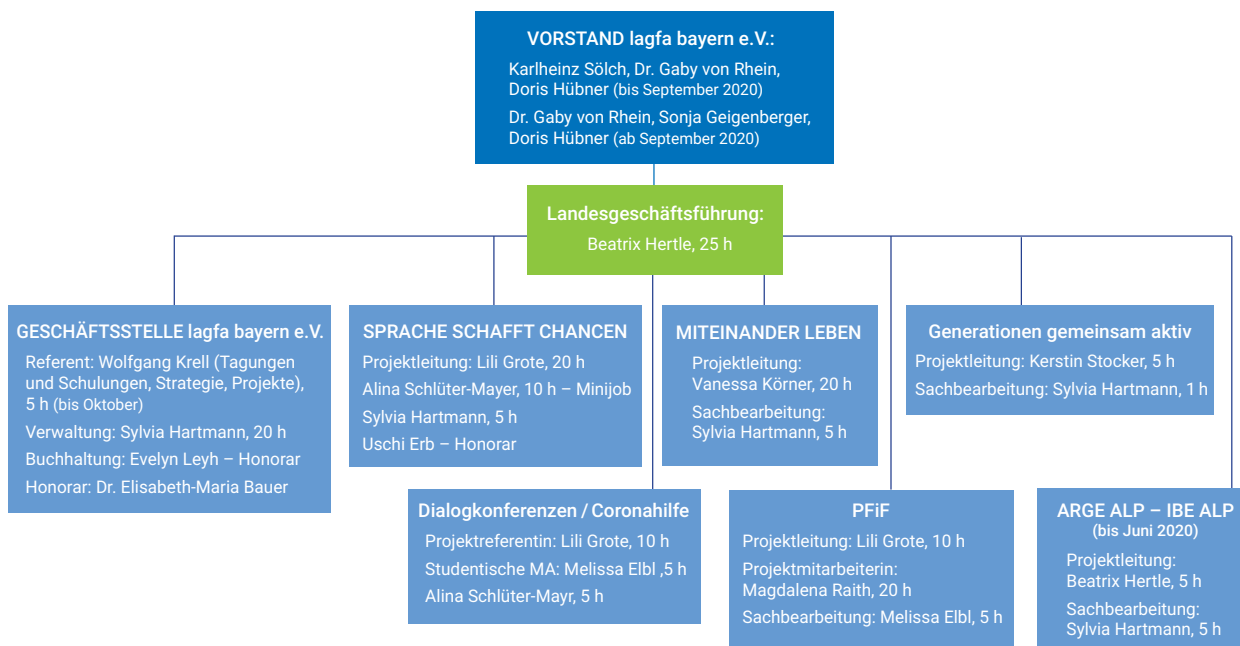 VORSTAND lagfa bayern e.V.:
Karlheinz Sölch, Dr. Gaby von Rhein,
Doris Hübner (bis September 2020)
Dr. Gaby von Rhein, Sonja Geigenberger,
Doris Hübner (ab September 2020)
Landesgeschäftsführung:
Beatrix Hertle, 25 h
GESCHÄFTSSTELLE lagfa bayern e.V.
Referent: Wolfgang Krell (Tagungen
und Schulungen, Strategie, Projekte),
5 h (bis Oktober)
Verwaltung: Sylvia Hartmann, 20 h
Buchhaltung: Evelyn Leyh – Honorar
Honorar: Dr. Elisabeth-Maria Bauer
SPRACHE SCHAFFT CHANCEN
Projektleitung: Lili Grote, 20 h
Alina Schlüter-Mayer, 10 h – Minijob
Sylvia Hartmann, 5 h
Uschi Erb – Honorar
MITEINANDER LEBEN
Projektleitung:
Vanessa Körner, 20 h
Sachbearbeitung:
Sylvia Hartmann, 5 h
Generationen gemeinsam aktiv
Projektleitung: Kerstin Stocker, 5 h
Sachbearbeitung: Sylvia Hartmann, 1 h
Dialogkonferenzen / Coronahilfe
Projektreferentin: Lili Grote, 10 h
Studentische MA: Melissa Elbl ,5 h
Alina Schlüter-Mayr, 5 h
PFiF
Projektleitung: Lili Grote, 10 h
Projektmitarbeiterin:
Magdalena Raith, 20 h
Sachbearbeitung: Melissa Elbl, 5 h
ARGE ALP – IBE ALP
(bis Juni 2020)
Projektleitung:
Beatrix Hertle, 5 h
Sachbearbeitung:
Sylvia Hartmann, 5 h